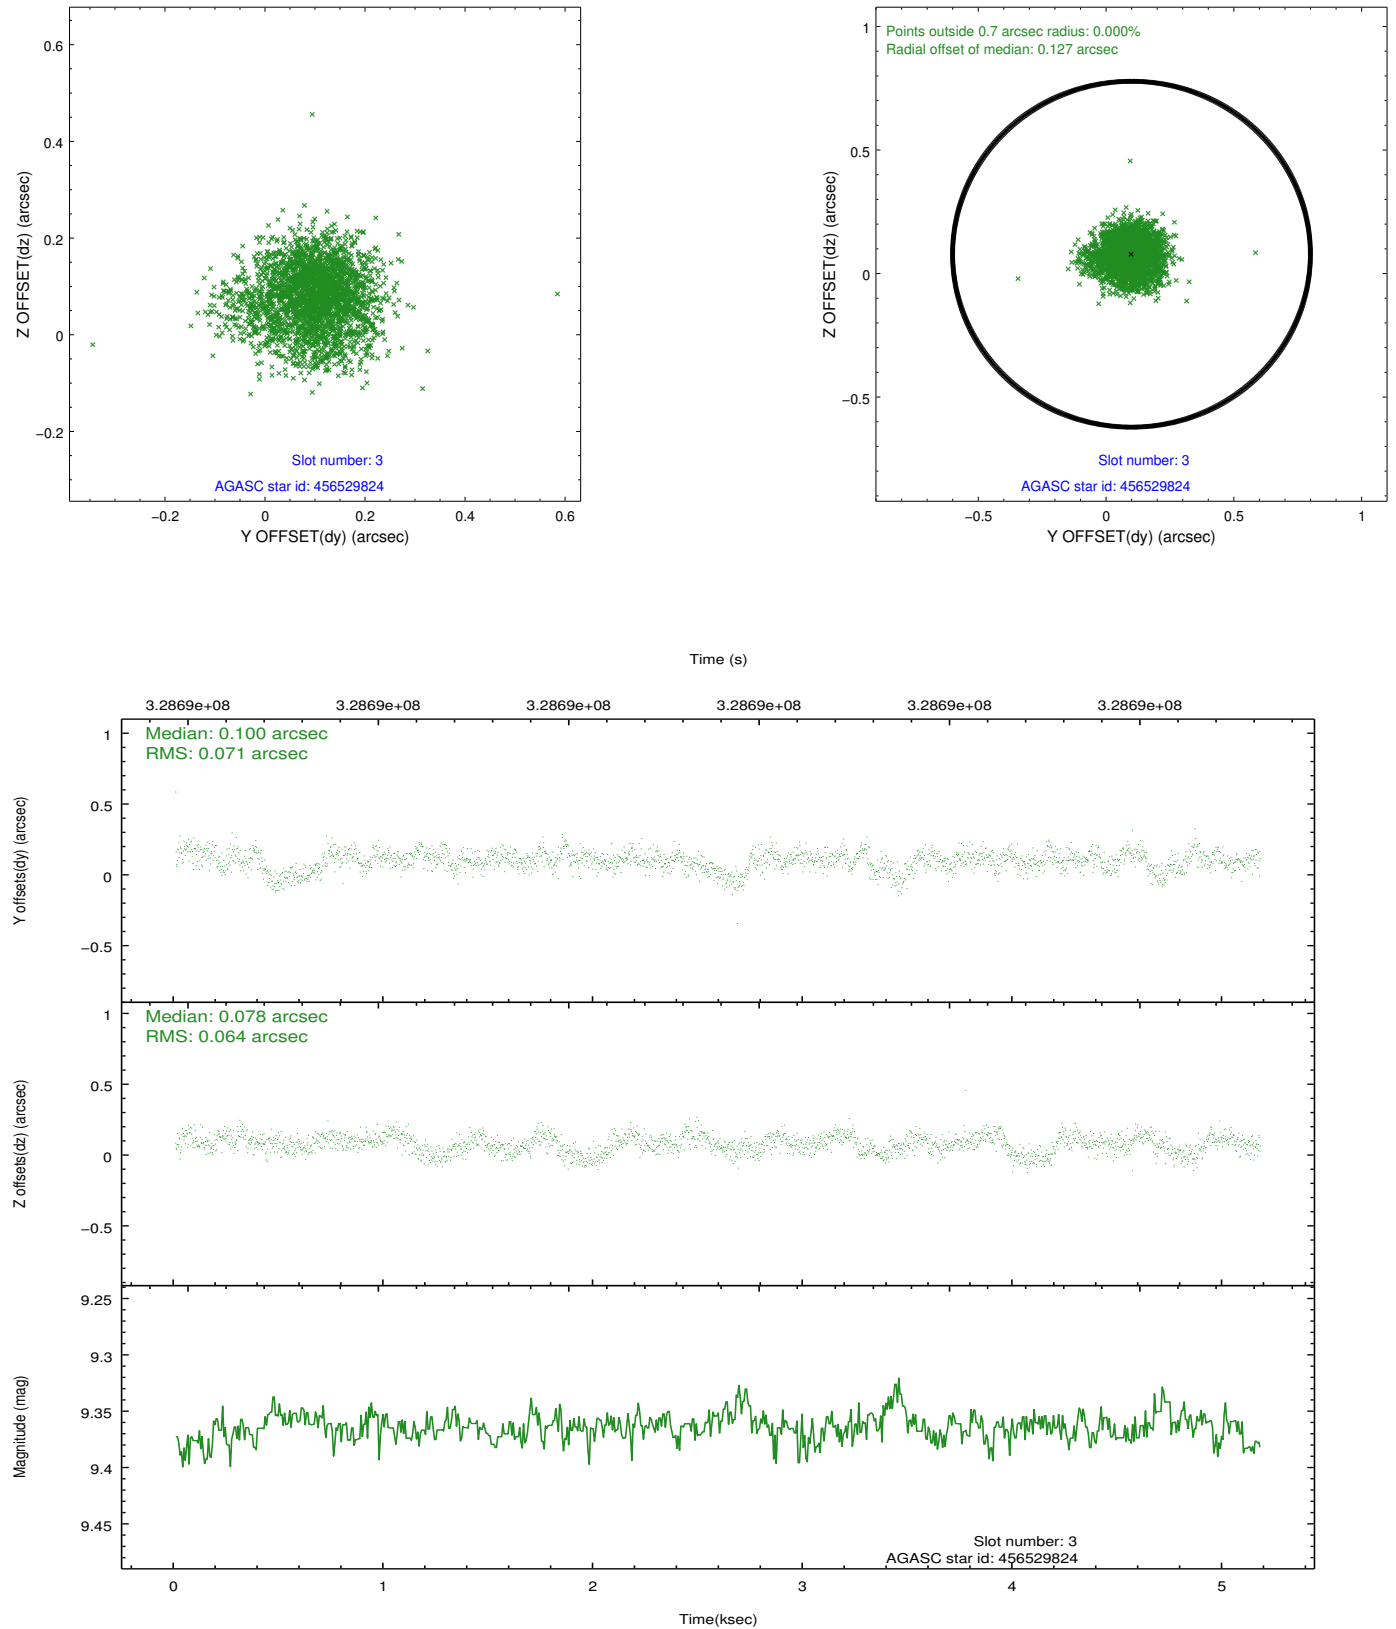 0.6
0.4
0.2
0
−0.2
Z OFFSET(dz) (arcsec)
Slot number: 3
AGASC star id: 456529824
−0.2 0 0.2 0.4 0.6
Y OFFSET(dy) (arcsec)
Points outside 0.7 arcsec radius: 0.000%
Radial offset of median: 0.127 arcsec
1
0.5
0
−0.5
Z OFFSET(dz) (arcsec)
Slot number: 3
AGASC star id: 456529824
−0.5 0 0.5 1
Y OFFSET(dy) (arcsec)
Time (s)
3.2869e+08 3.2869e+08 3.2869e+08 3.2869e+08 3.2869e+08 3.2869e+08
Median: 0.100 arcsec
RMS: 0.071 arcsec
1
0.5
0
−0.5
Y offsets(dy) (arcsec)
Median: 0.078 arcsec
RMS: 0.064 arcsec
1
0.5
0
−0.5
Z offsets(dz) (arcsec)
9.25
9.3
9.35
9.4
9.45
Magnitude (mag)
Slot number: 3
AGASC star id: 456529824
0 1 2 3 4 5
Time(ksec)